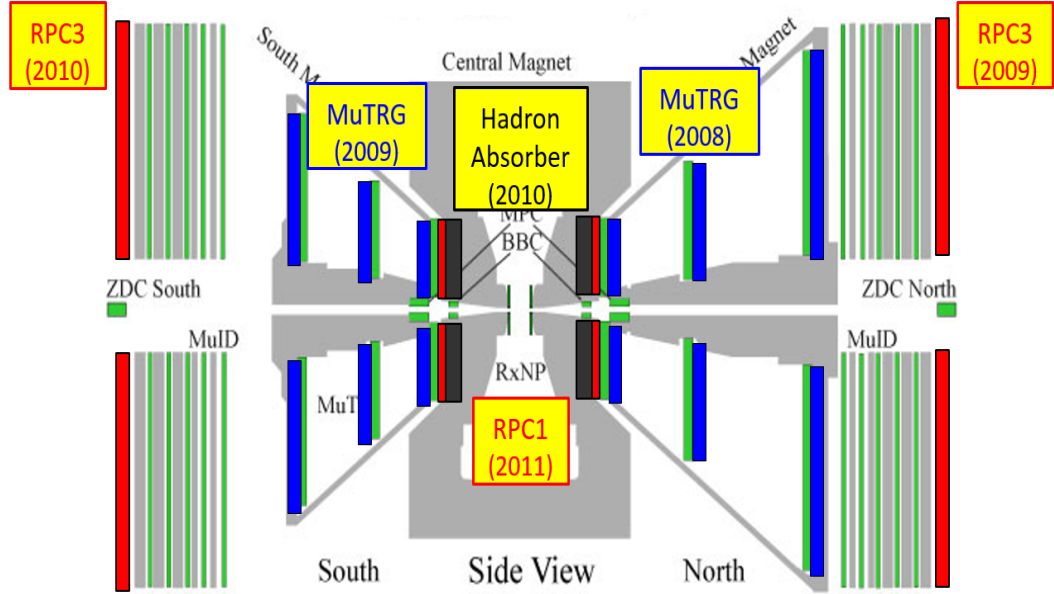 RPC3
(2010)
South M
Central Magnet
Magnet
RPC3
(2009)
MuTRG
(2009)
Hadron
Absorber
(2010)
MuTRG
(2008)
MPC
BBC
ZDC South
ZDC North
MuID
MuID
RxNP
MuT
RPC1
(2011)
South
Side View
North